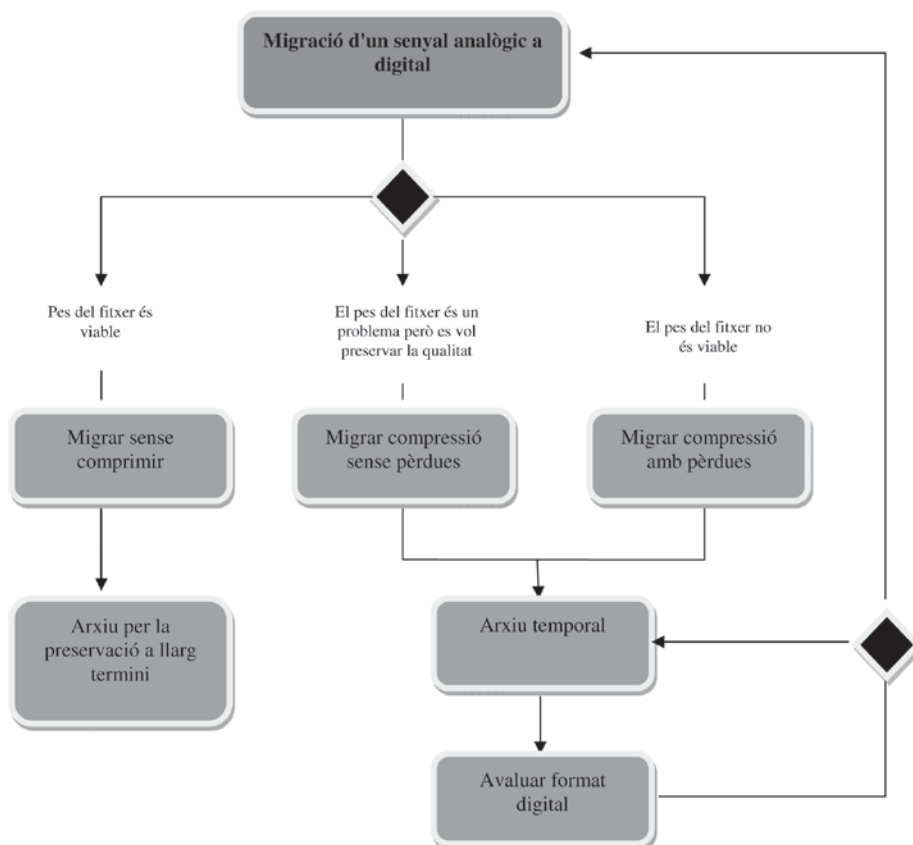 Migració d'un senyal analògic a
digital
Pes del fitxer és
viable
El pes del fitxer és un
problema però es vol
preservar la qualitat
El pes del fitxer no
és viable
Migrar sense
comprimir
Migrar compressió
sense pèrdues
Migrar compressió
amb pèrdues
Arxiu per la
preservació a llarg
termini
Arxiu temporal
Avaluar format
digital